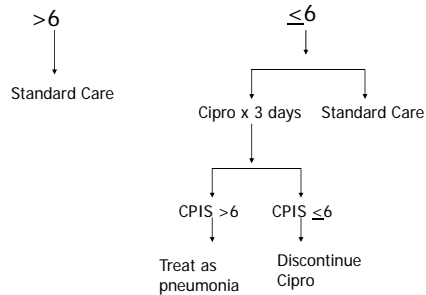 >6 ≤6
Standard Care
Cipro x 3 days Standard Care
CPIS >6 CPIS ≤6
Treat as
pneumonia
Discontinue
Cipro